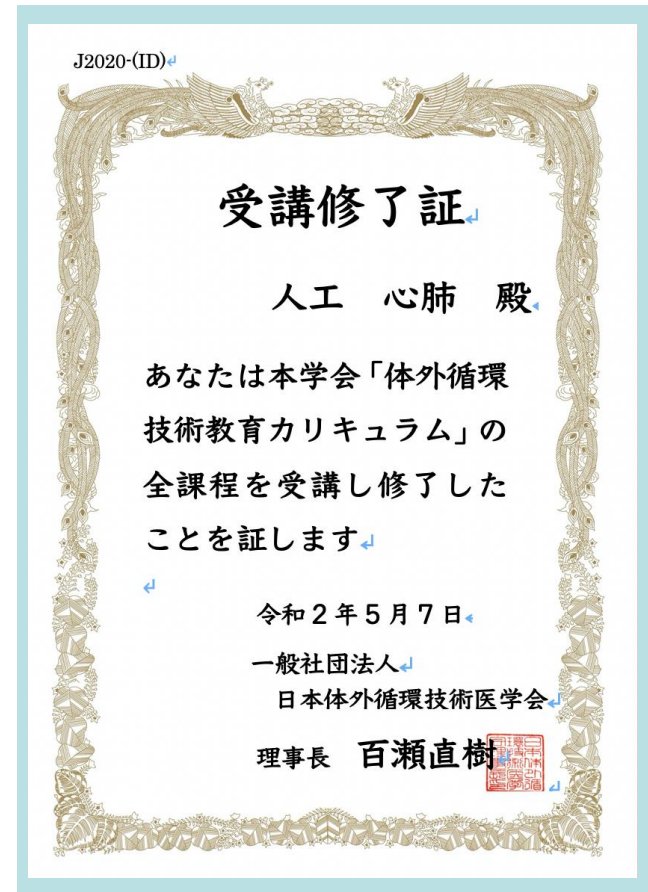 J2020-(ID)
受講修了証
人工 心肺 殿
あなたは本学会「体外循環
技術教育カリキュラム」の
全課程を受講し修了した
ことを証します
令和2年5月7日
一般社団法人
日本体外循環技術医学会
理事長 百瀬直樹